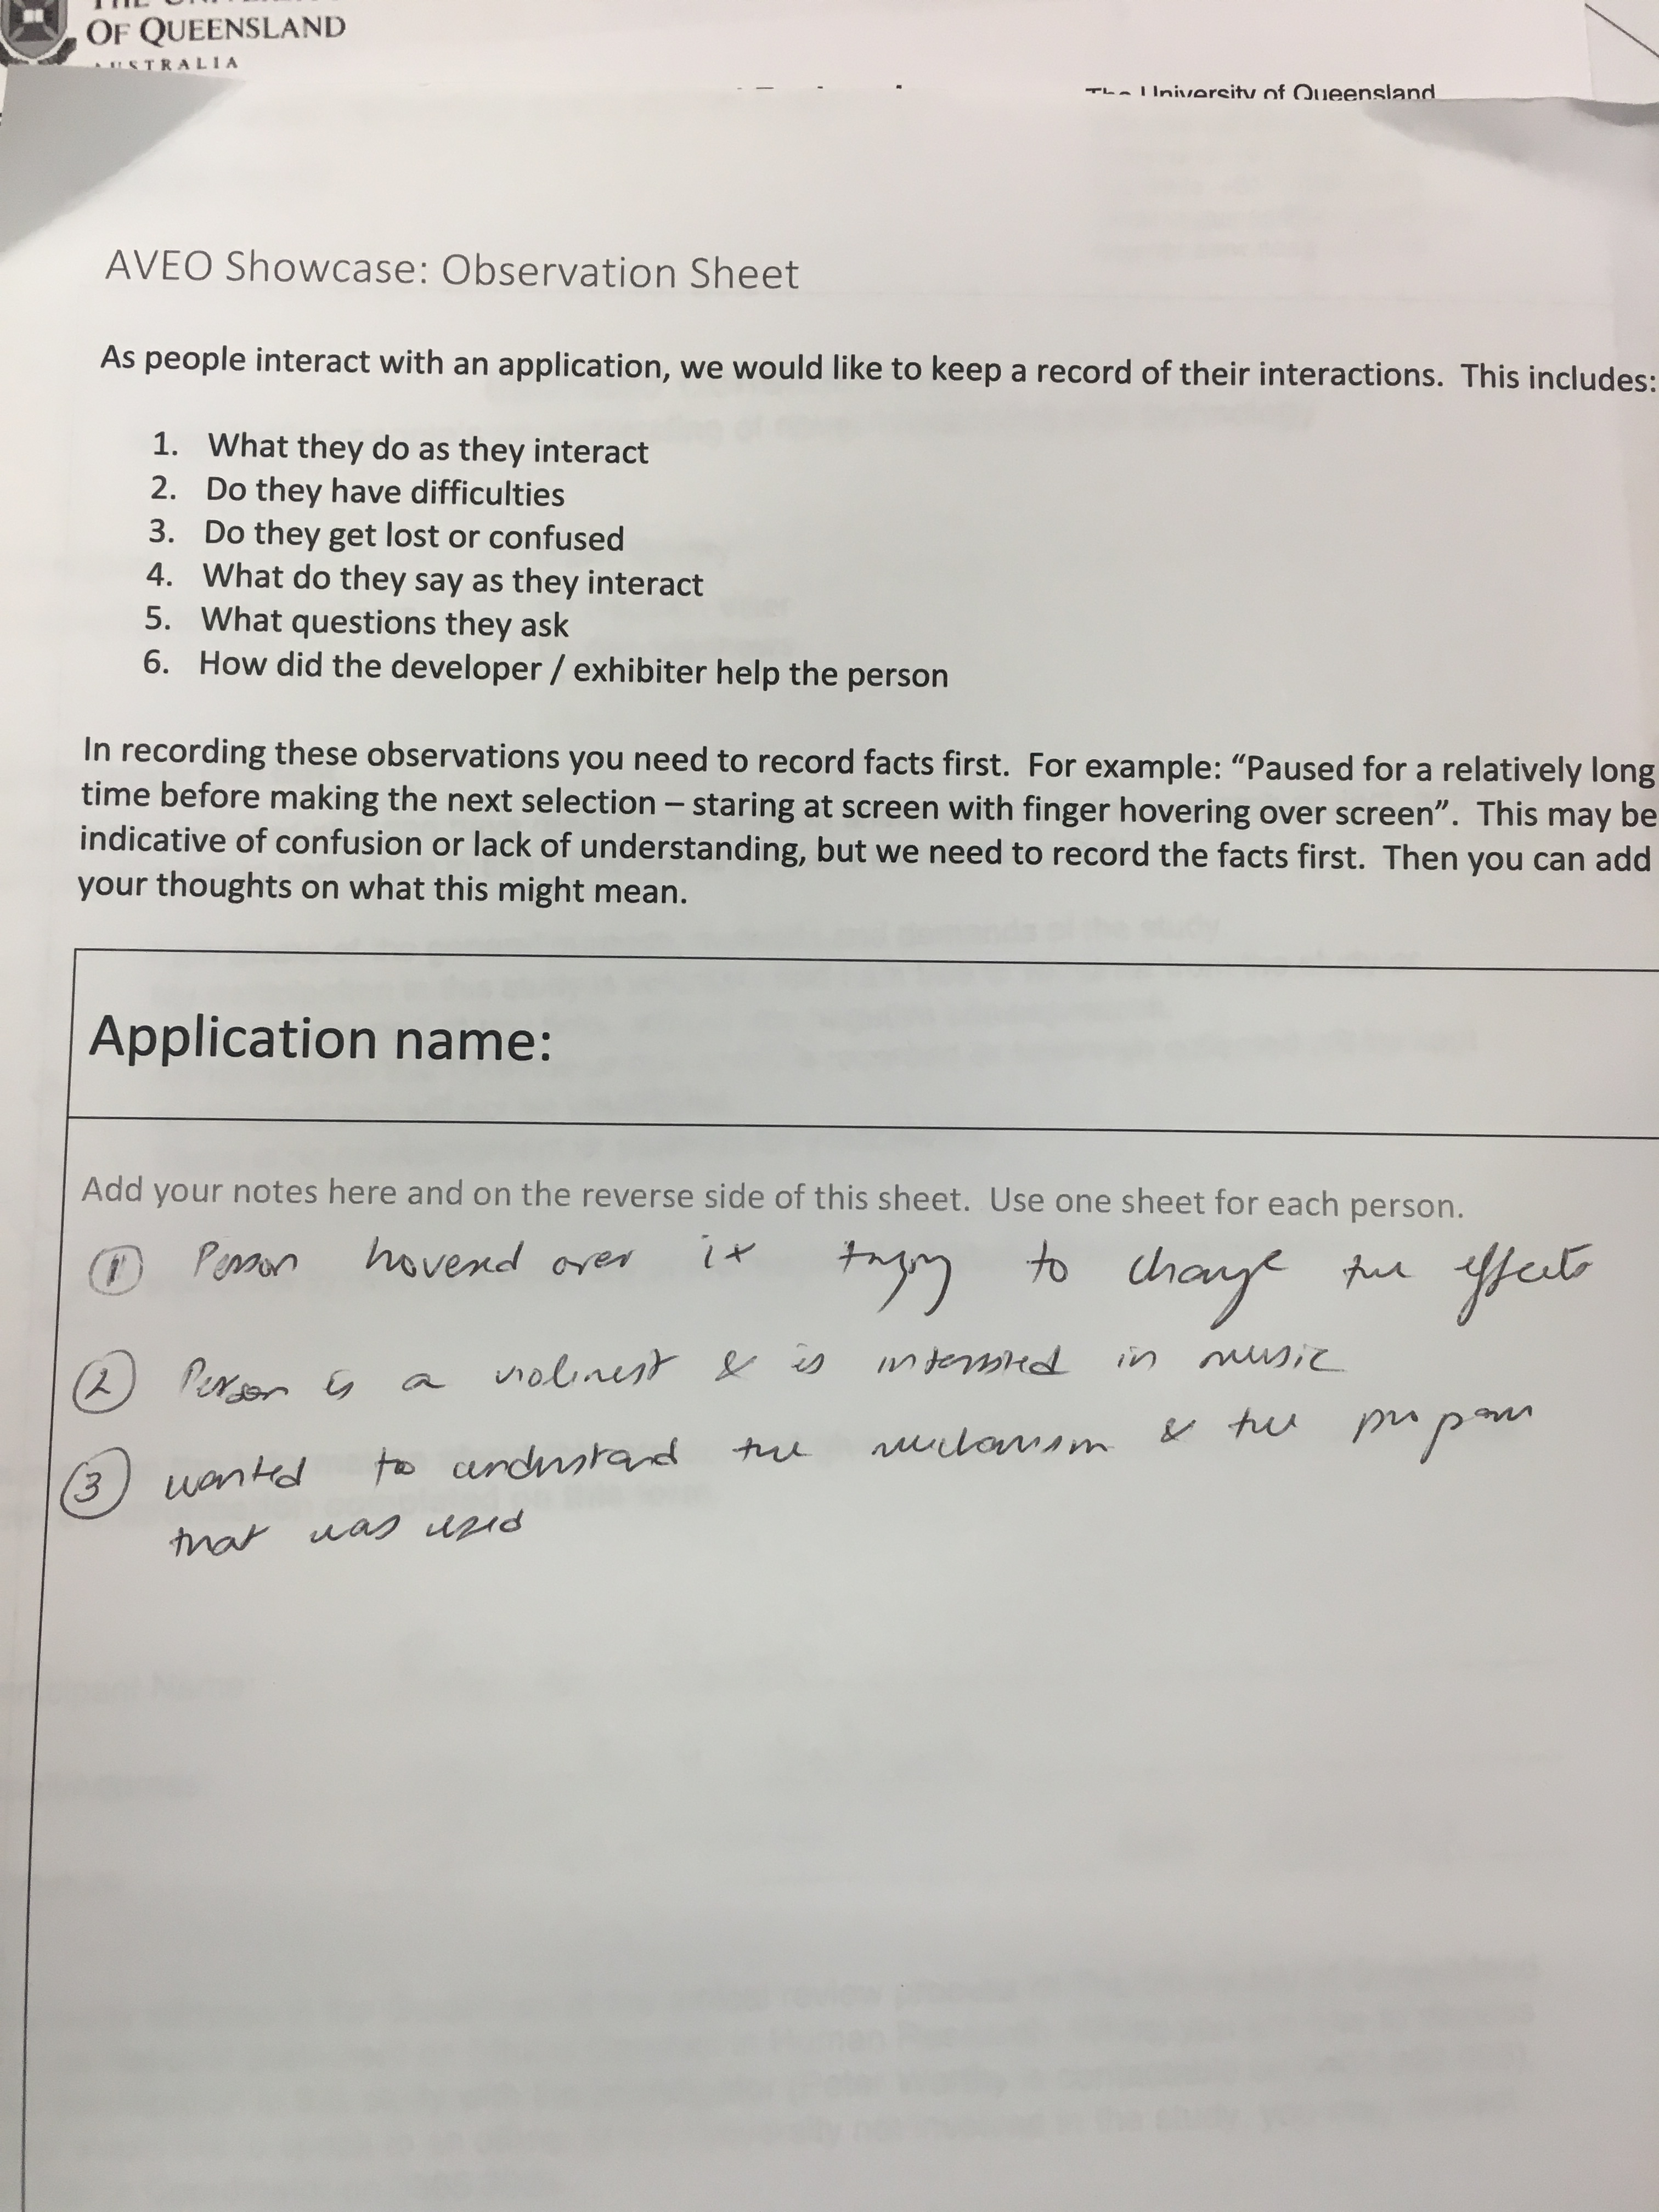 OF QUEENSLAND
AUSTRALIA
The University of Queensland
AVEO Showcase: Observation Sheet
As people interact with an application, we would like to keep a record of their interactions. This includes:
1. What they do as they interact
2. Do they have difficulties
3. Do they get lost or confused
4. What do they say as they interact
5. What questions they ask
6. How did the developer / exhibiter help the person
In recording these observations you need to record facts first. For example: “Paused for a relatively long
time before making the next selection – staring at screen with finger hovering over screen”. This may be
indicative of confusion or lack of understanding, but we need to record the facts first. Then you can add
your thoughts on what this might mean.
Application name:
Add your notes here and on the reverse side of this sheet. Use one sheet for each person.
1 Person hovered over it trying to change the effects
2 Person is a violinest & is interested in music
3 wanted to understand the mechanism & the
that was used